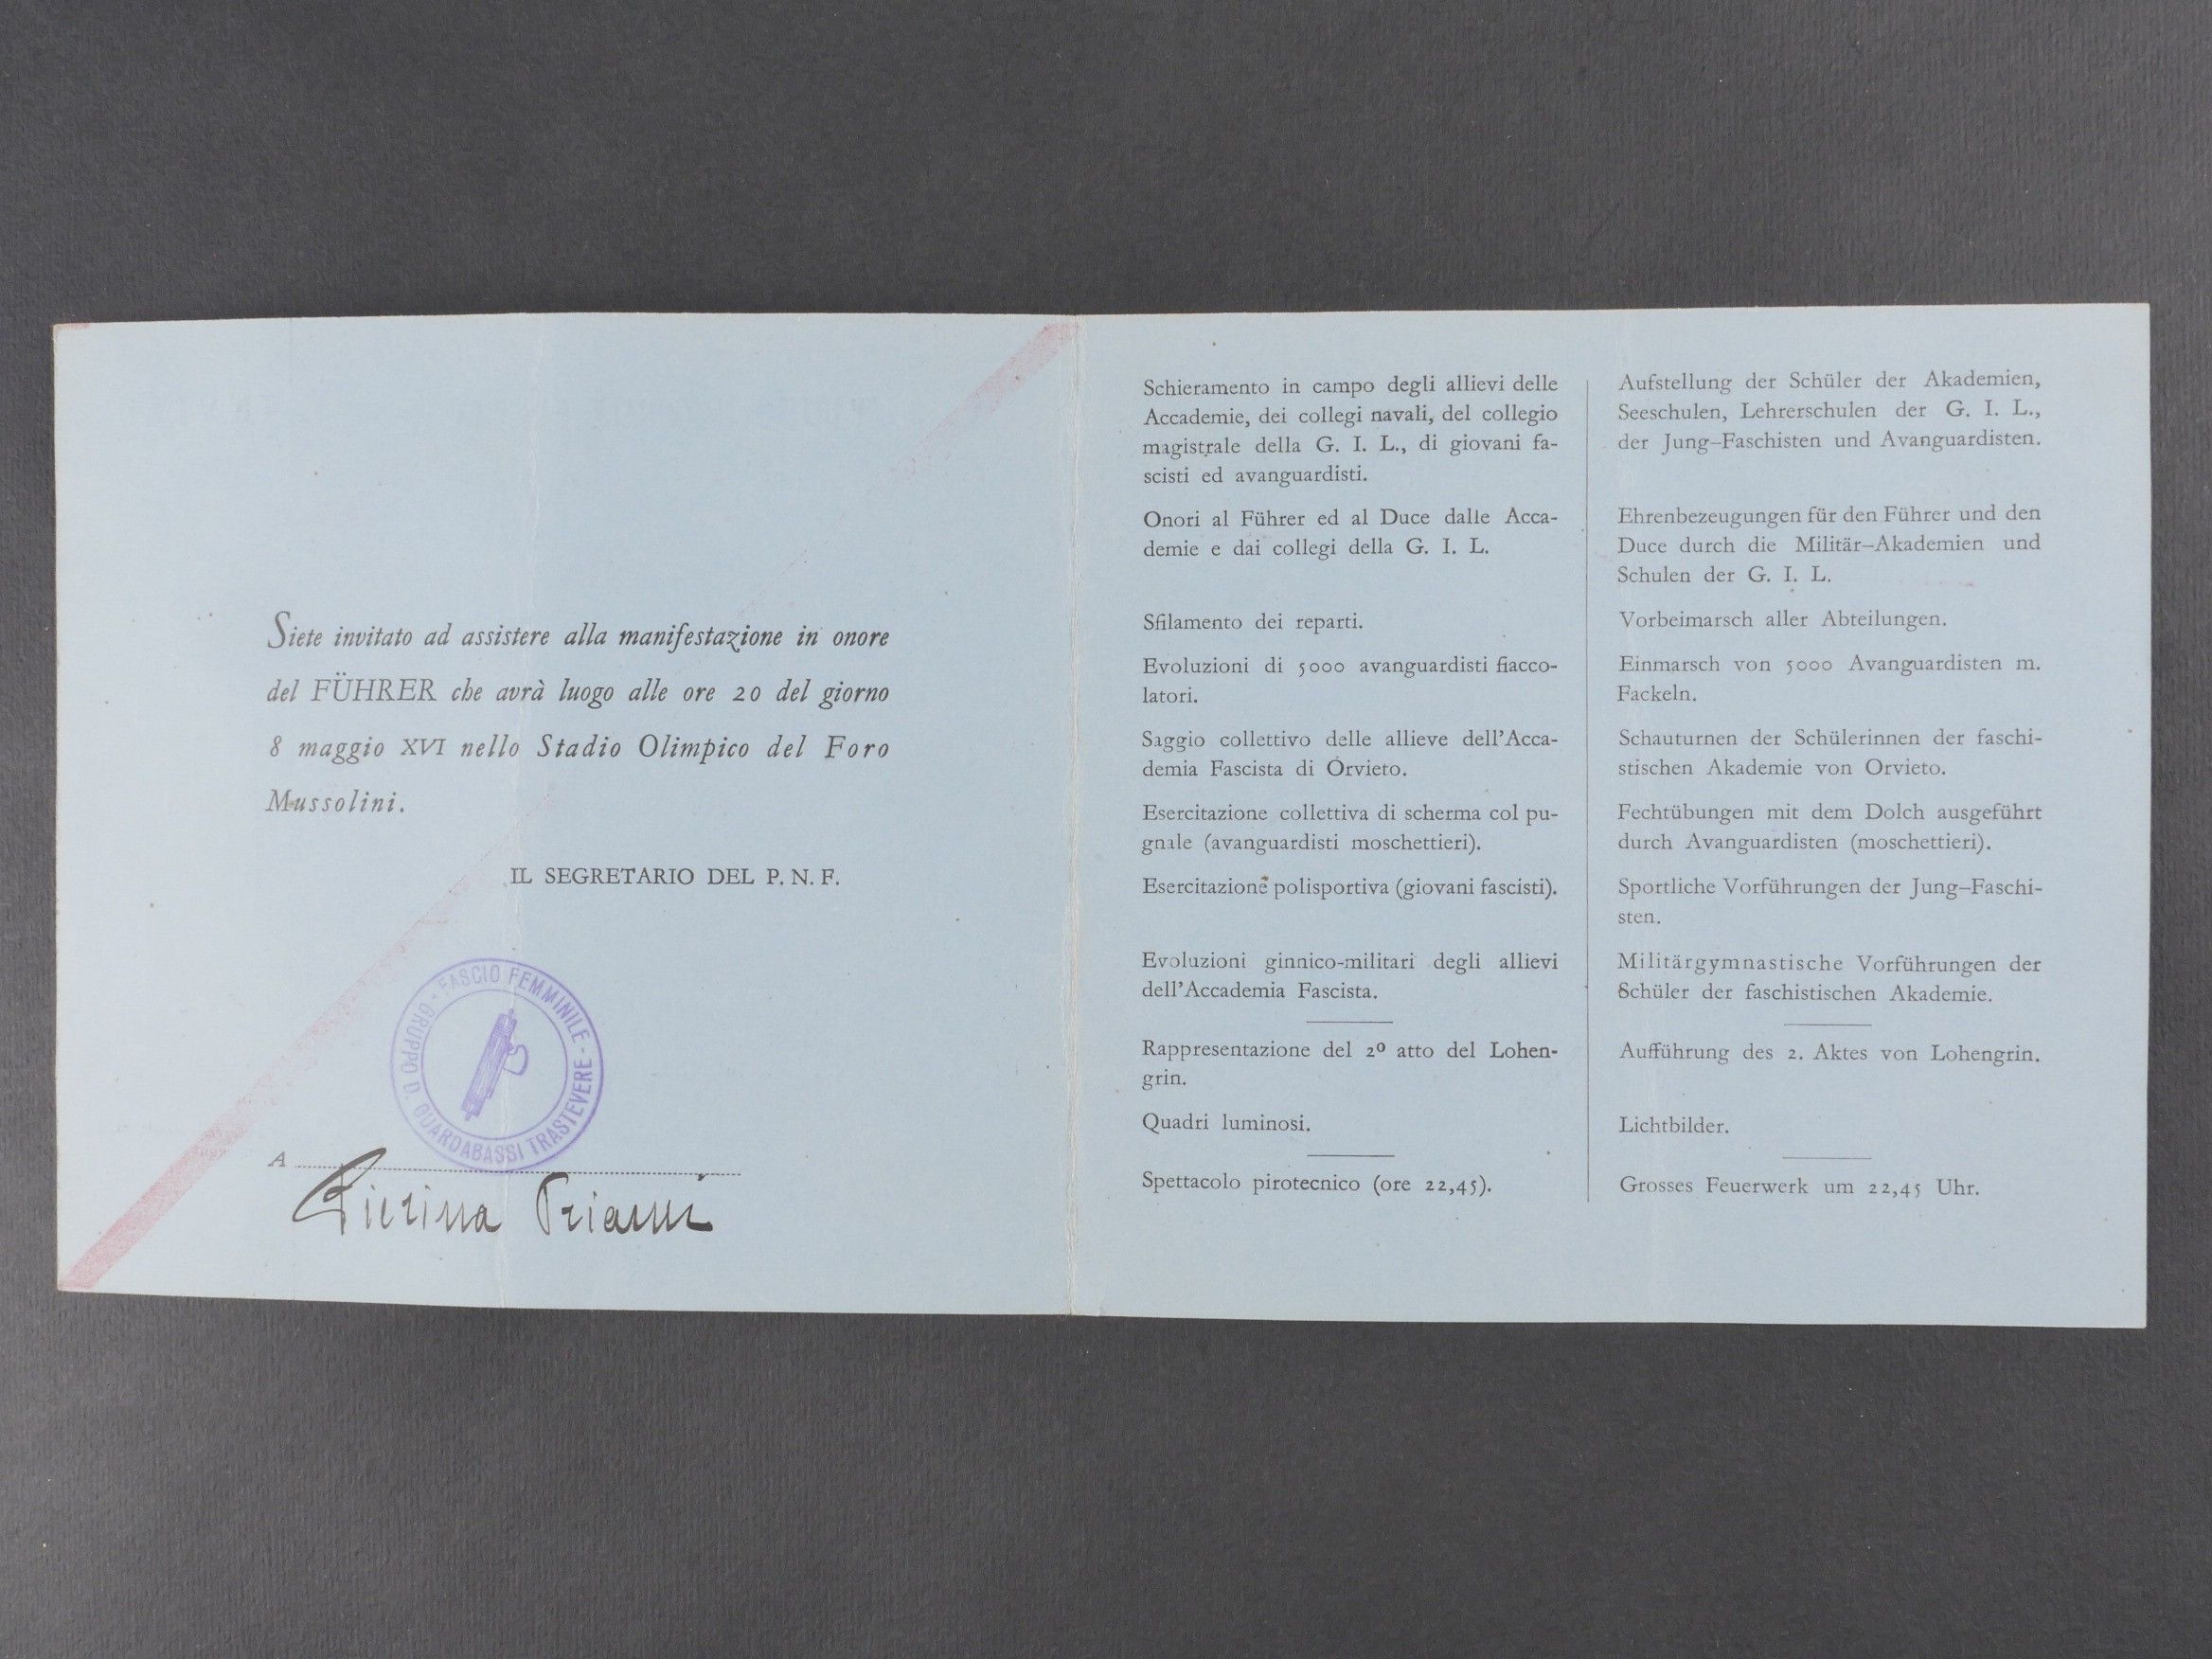 Siete invitato ad assistere alla manifestazione in onore
del FÜHRER che avrà luogo alle ore 20 del giorno
8 maggio XVI nello Stadio Olimpico del Foro
Mussolini.
IL SEGRETARIO DEL P. N. F.
FASCIO FEMMINILE - TRASTEVERE - GRUPPO D GUARDABASSI
A
Pierina Priami
Schieramento in campo degli allievi delle
Accademie, dei collegi navali, del collegio
magistrale della G. I. L., di giovani fa-
scisti ed avanguardisti.
Onori al Führer ed al Duce dalle Acca-
demie e dai collegi della G. I. L.
Sfilamento dei reparti.
Evoluzioni di 5000 avanguardisti fiacco-
latori.
Saggio collettivo delle allieve dell'Acca-
demia Fascista di Orvieto.
Esercitazione collettiva di scherma col pu-
gnale (avanguardisti moschettieri).
Esercitazione polisportiva (giovani fascisti).
Evoluzioni ginnico-militari degli allievi
dell'Accademia Fascista.
Rappresentazione del 2º atto del Lohen-
grin.
Quadri luminosi.
Spettacolo pirotecnico (ore 22,45).
Aufstellung der Schüler der Akademien,
Seeschulen, Lehrerschulen der G. I. L.,
der Jung-Faschisten und Avanguardisten.
Ehrenbezeugungen für den Führer und den
Duce durch die Militär-Akademien und
Schulen der G. I. L.
Vorbeimarsch aller Abteilungen.
Einmarsch von 5000 Avanguardisten m.
Fackeln.
Schauturnen der Schülerinnen der faschi-
stischen Akademie von Orvieto.
Fechtübungen mit dem Dolch ausgeführt
durch Avanguardisten (moschettieri).
Sportliche Vorführungen der Jung-Faschi-
sten.
Militärgymnastische Vorführungen der
Schüler der faschistischen Akademie.
Aufführung des 2. Aktes von Lohengrin.
Lichtbilder.
Grosses Feuerwerk um 22,45 Uhr.